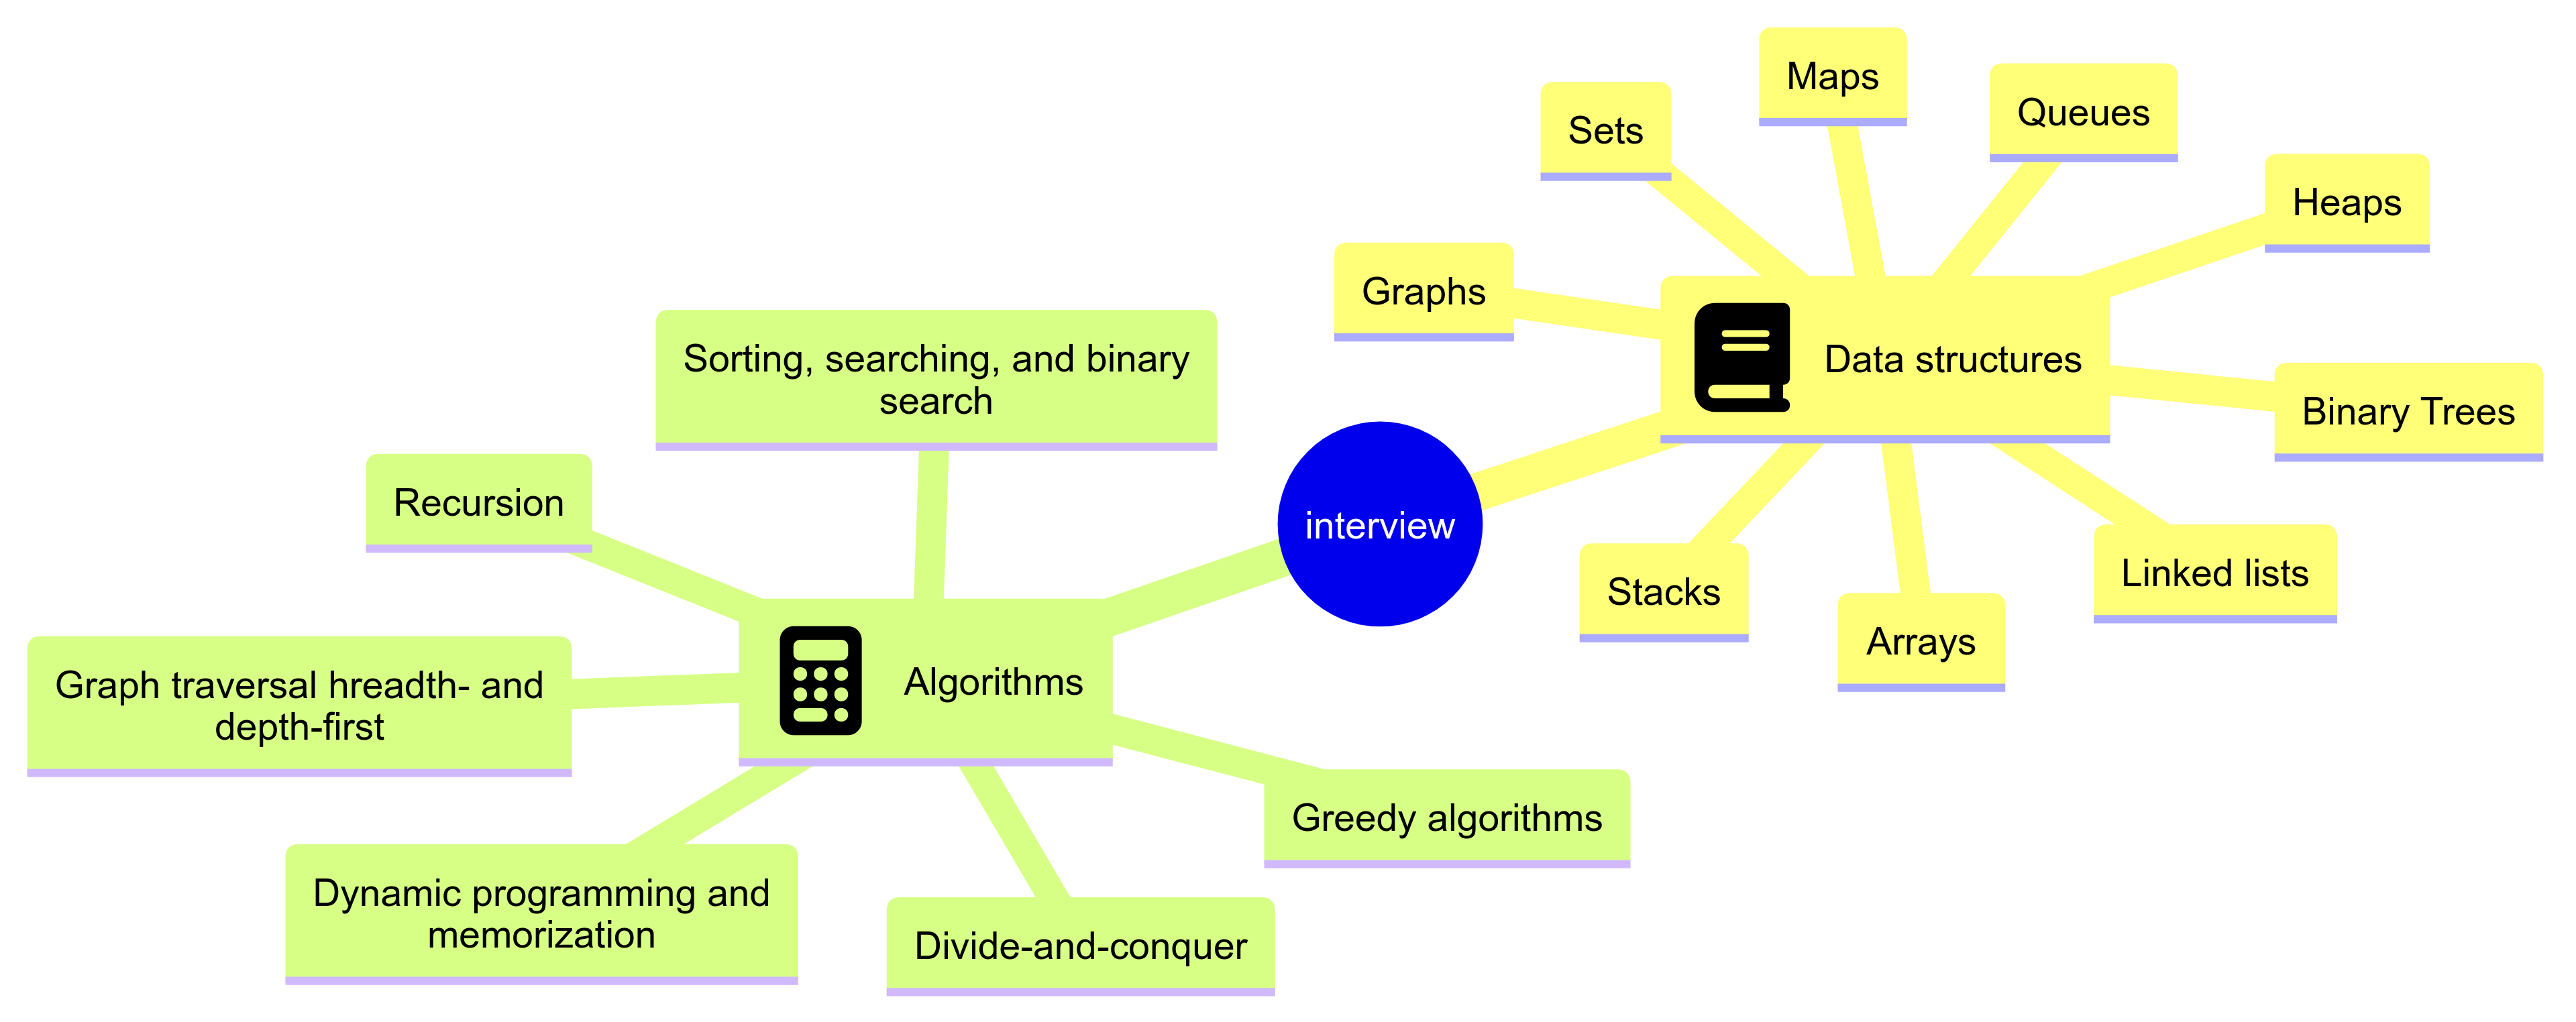 Maps
Queues
Sets
Heaps
Graphs
Data structures
Sorting, searching, and binary
search
Binary Trees
Recursion
interview
Linked lists
Stacks
Arrays
Graph traversal hreadth- and
depth-first
Algorithms
Greedy algorithms
Dynamic programming and
memorization
Divide-and-conquer